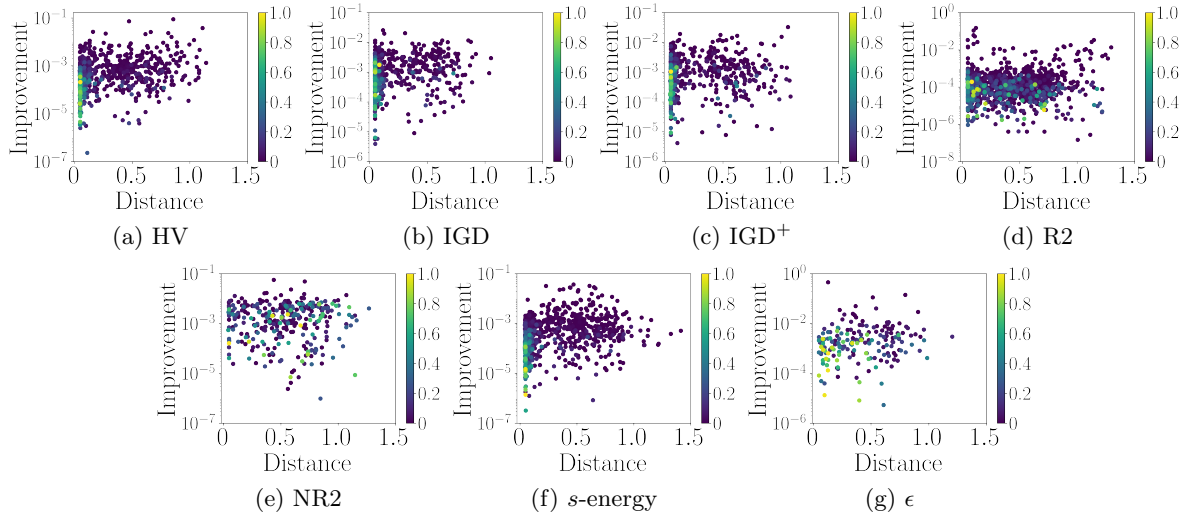 Improvement
10^−1
10^−3
10^−5
10^−7
0 0.5 1.0 1.5
Distance
1.0
0.8
0.6
0.4
0.2
0
(a) HV
Improvement
10^−1
10^−2
10^−3
10^−4
10^−5
10^−6
0 0.5 1.0 1.5
Distance
1.0
0.8
0.6
0.4
0.2
0
(b) IGD
Improvement
10^−1
10^−2
10^−3
10^−4
10^−5
10^−6
0 0.5 1.0 1.5
Distance
1.0
0.8
0.6
0.4
0.2
0
(c) IGD^+
Improvement
10^0
10^−2
10^−4
10^−6
10^−8
0 0.5 1.0 1.5
Distance
1.0
0.8
0.6
0.4
0.2
0
(d) R2
Improvement
10^−1
10^−3
10^−5
10^−7
0 0.5 1.0 1.5
Distance
1.0
0.8
0.6
0.4
0.2
0
(e) NR2
Improvement
10^−1
10^−3
10^−5
10^−7
0 0.5 1.0 1.5
Distance
1.0
0.8
0.6
0.4
0.2
0
(f) s-energy
Improvement
10^0
10^−2
10^−4
10^−6
0 0.5 1.0 1.5
Distance
1.0
0.8
0.6
0.4
0.2
0
(g) ϵ